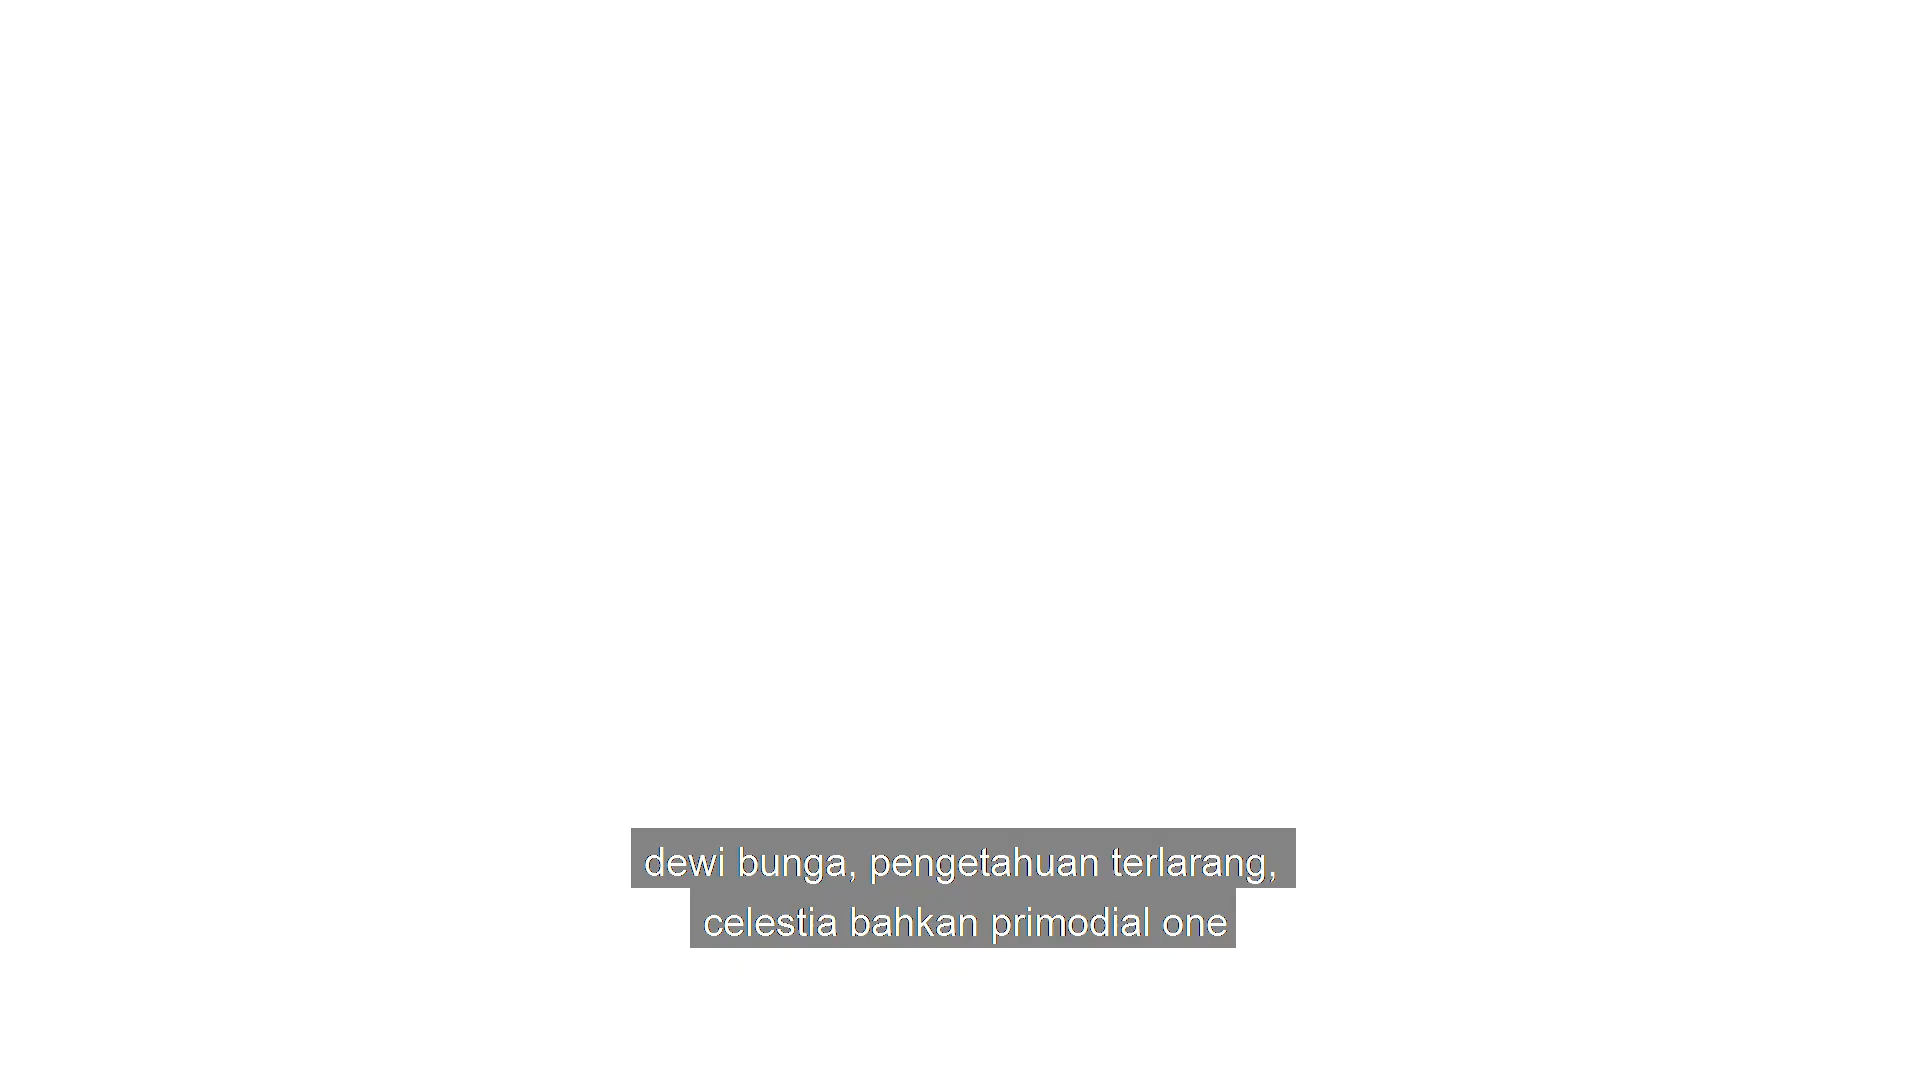 dewi bunga, pengetahuan terlarang,
celestia bahkan primodial one